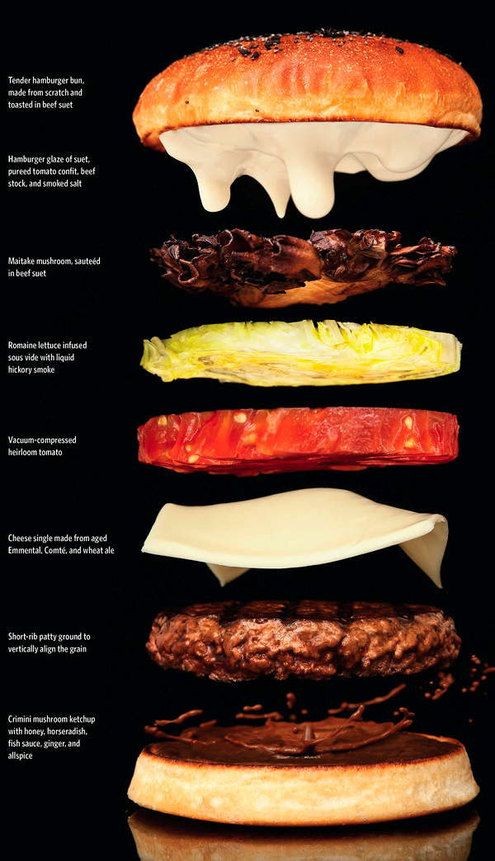 Tender hamburger bun,
made from scratch and
toasted in beef suet
Hamburger glaze of suet,
pureed tomato confit, beef
stock, and smoked salt
Maitake mushroom, sauteéd
in beef suet
Romaine lettuce infused
sous vide with liquid
hickory smoke
Vacuum-compressed
heirloom tomato
Cheese single made from aged
Emmental, Comté, and wheat ale
Short-rib patty ground to
vertically align the grain
Crimini mushroom ketchup
with honey, horseradish,
fish sauce, ginger, and
allspice